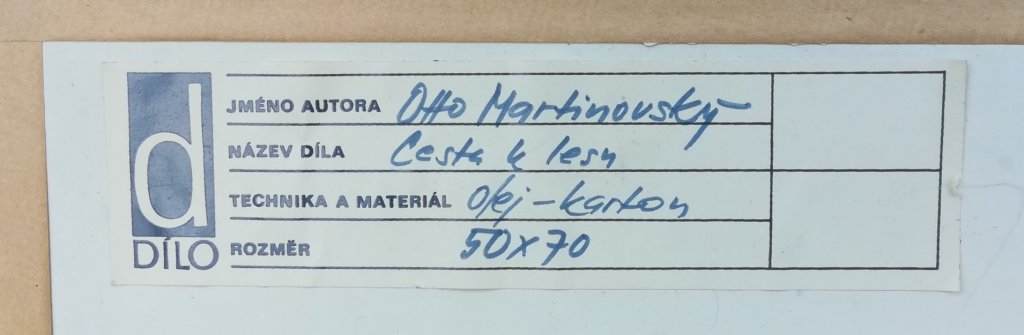 d
DÍLO
JMÉNO AUTORA Otto Martinovský
NÁZEV DÍLA Cesta k lesu
TECHNIKA A MATERIÁL Olej - karton
ROZMĚR 50x70